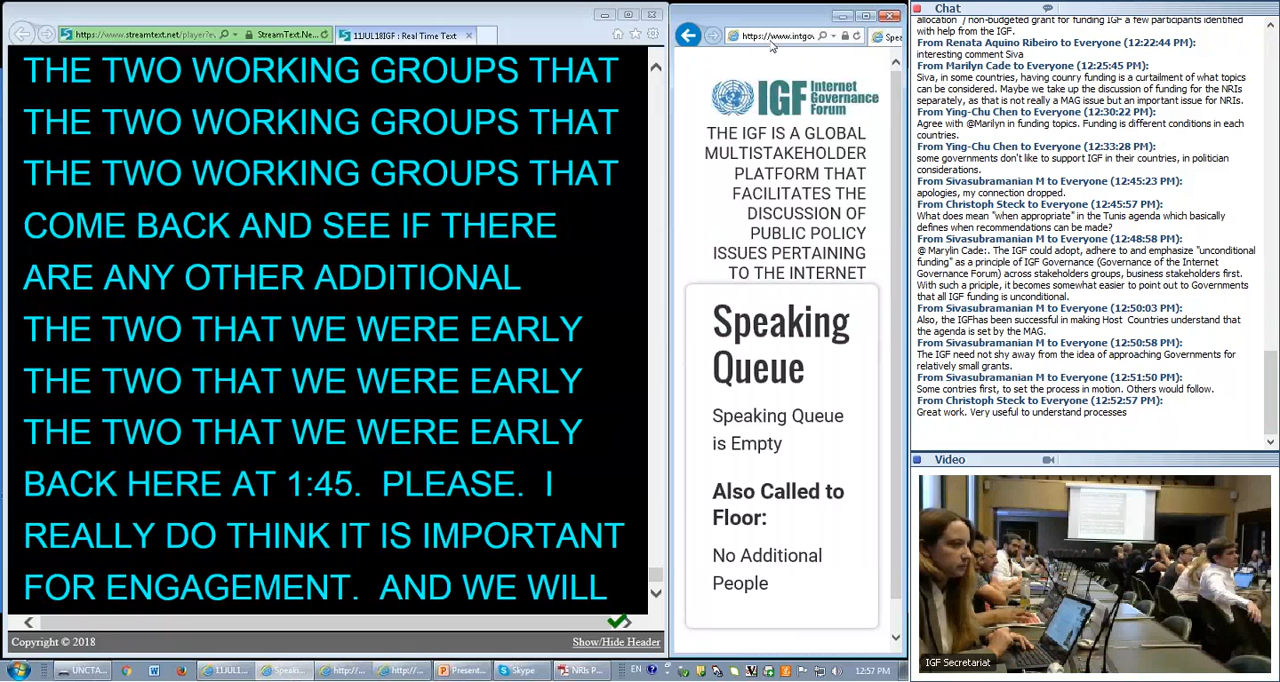 https://www.streamtext.net/player?ev
StreamText.Ne...
11JUL18IGF : Real Time Text
THE TWO WORKING GROUPS THAT
THE TWO WORKING GROUPS THAT
THE TWO WORKING GROUPS THAT
COME BACK AND SEE IF THERE
ARE ANY OTHER ADDITIONAL
THE TWO THAT WE WERE EARLY
THE TWO THAT WE WERE EARLY
THE TWO THAT WE WERE EARLY
BACK HERE AT 1:45.  PLEASE.  I
REALLY DO THINK IT IS IMPORTANT
FOR ENGAGEMENT.  AND WE WILL
Copyright © 2018
Show/Hide Header
https://www.intgov
Spea
IGF Internet
Governance
Forum
THE IGF IS A GLOBAL
MULTISTAKEHOLDER
PLATFORM THAT
FACILITATES THE
DISCUSSION OF
PUBLIC POLICY
ISSUES PERTAINING
TO THE INTERNET
Speaking
Queue
Speaking Queue
is Empty
Also Called to
Floor:
No Additional
People
Chat
allocation / non-budgeted grant for funding IGF a few participants identified
with help from the IGF.
From Renata Aquino Ribeiro to Everyone (12:22:44 PM):
interesting comment Siva
From Marilyn Cade to Everyone (12:25:45 PM):
Siva, in some countries, having counry funding is a curtailment of what topics
can be considered. Maybe we take up the discussion of funding for the NRIs
separately, as that is not really a MAG issue but an important issue for NRIs.
From Ying-Chu Chen to Everyone (12:30:22 PM):
Agree with @Marilyn in funding topics. Funding is different conditions in each
countries.
From Ying-Chu Chen to Everyone (12:33:28 PM):
some governments don't like to support IGF in their countries, in politician
considerations.
From Sivasubramanian M to Everyone (12:45:23 PM):
apologies, my connection dropped.
From Christoph Steck to Everyone (12:45:57 PM):
What does mean "when appropriate" in the Tunis agenda which basically
defines when recommendations can be made?
From Sivasubramanian M to Everyone (12:48:58 PM):
@ Marylin Cade:. The IGF could adopt, adhere to and emphasize "unconditional
funding" as a principle of IGF Governance (Governance of the Internet
Governance Forum) across stakeholders groups, business stakeholders first.
With such a priciple, it becomes somewhat easier to point out to Governments
that all IGF funding is unconditional.
From Sivasubramanian M to Everyone (12:50:03 PM):
Also, the IGFhas been successful in making Host  Countries understand that
the agenda is set by the MAG.
From Sivasubramanian M to Everyone (12:50:58 PM):
The IGF need not shy away from the idea of approaching Governments for
relatively small grants.
From Sivasubramanian M to Everyone (12:51:50 PM):
Some contries first, to set the process in motion. Others would follow.
From Christoph Steck to Everyone (12:52:57 PM):
Great work. Very useful to understand processes
Video
IGF Secretariat
UNCTA...
11JUL1...
Speaki...
http:/...
http:/...
Present...
Skype
NRIs P...
EN
12:57 PM